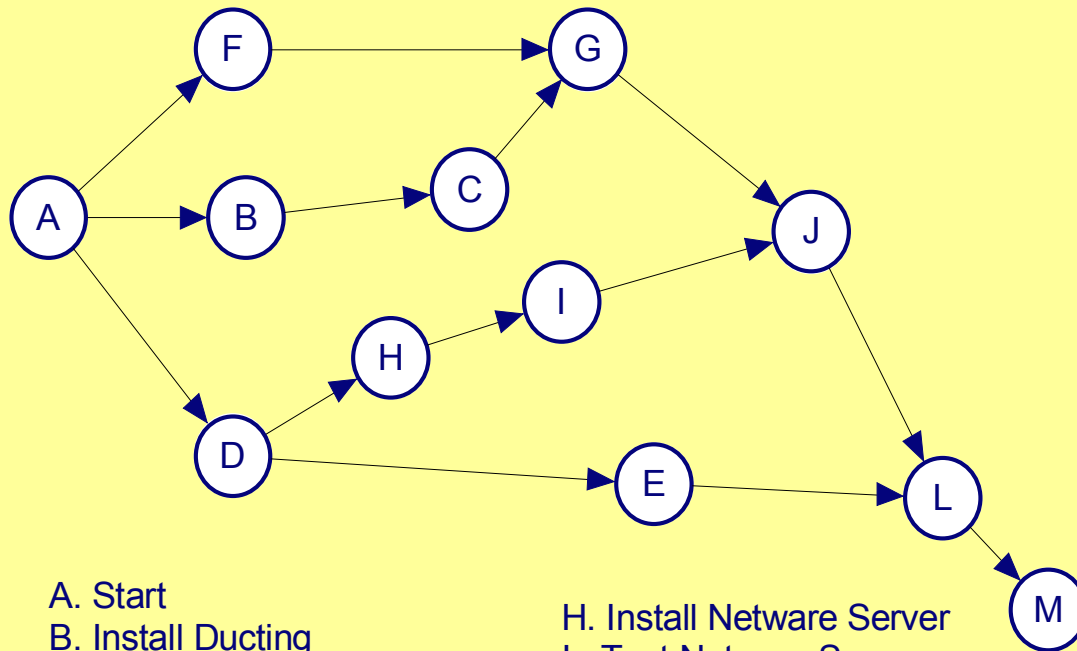 F
G
C
A
B
J
I
H
D
E
L
M
A. Start
B. Install Ducting
H. Install Netware Server